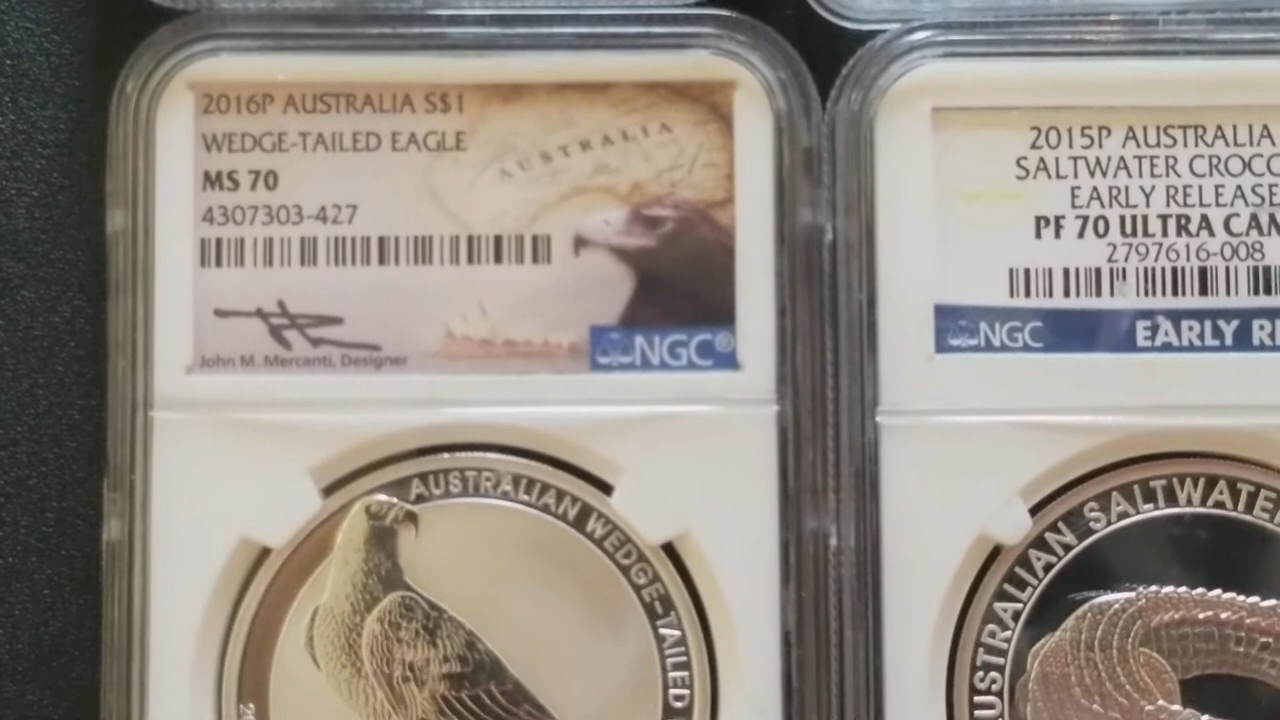 2016P AUSTRALIA S$1
WEDGE-TAILED EAGLE
MS 70
4307303-427
AUSTRALIA
John M. Mercanti, Designer
NGC®
AUSTRALIAN WEDGE-TAILED
2015P AUSTRALIA
SALTWATER CROCO
EARLY RELEASE
PF 70 ULTRA CAM
2797616-008
NGC EARLY RE
AUSTRALIAN SALTWATER